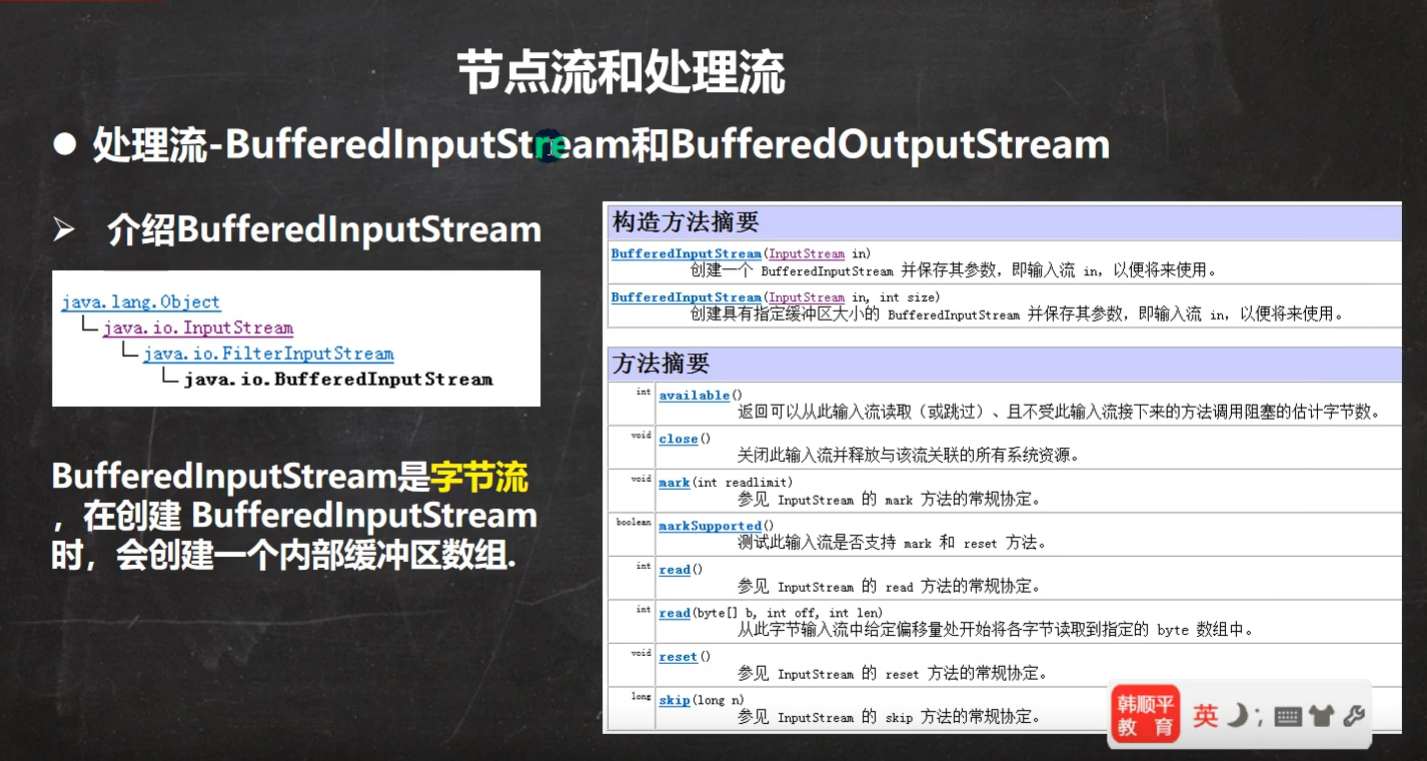 节点流和处理流
● 处理流-BufferedInputStream和BufferedOutputStream
➢ 介绍BufferedInputStream
java.lang.Object
java.io.InputStream
java.io.FilterInputStream
java.io.BufferedInputStream
BufferedInputStream是字节流
，在创建 BufferedInputStream
时，会创建一个内部缓冲区数组.
构造方法摘要
BufferedInputStream(InputStream in)
创建一个 BufferedInputStream 并保存其参数，即输入流 in，以便将来使用。
BufferedInputStream(InputStream in, int size)
创建具有指定缓冲区大小的 BufferedInputStream 并保存其参数，即输入流 in，以便将来使用。
方法摘要
int available()
返回可以从此输入流读取（或跳过）、且不受此输入流接下来的方法调用阻塞的估计字节数。
void close()
关闭此输入流并释放与该流关联的所有系统资源。
void mark(int readlimit)
参见 InputStream 的 mark 方法的常规协定。
boolean markSupported()
测试此输入流是否支持 mark 和 reset 方法。
int read()
参见 InputStream 的 read 方法的常规协定。
int read(byte[] b, int off, int len)
从此字节输入流中给定偏移量处开始将各字节读取到指定的 byte 数组中。
void reset()
参见 InputStream 的 reset 方法的常规协定。
long skip(long n)
参见 InputStream 的 skip 方法的常规协定。
韩顺平
教 育
英